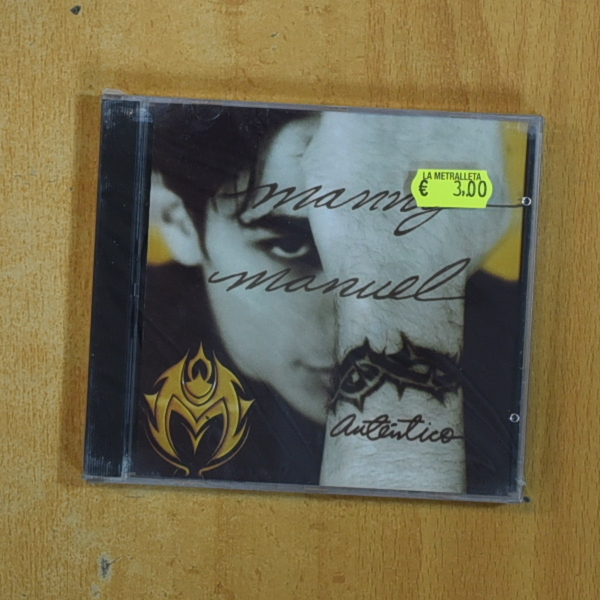 LA METRALLETA
€ 3,00
manny
manuel
Auténtico